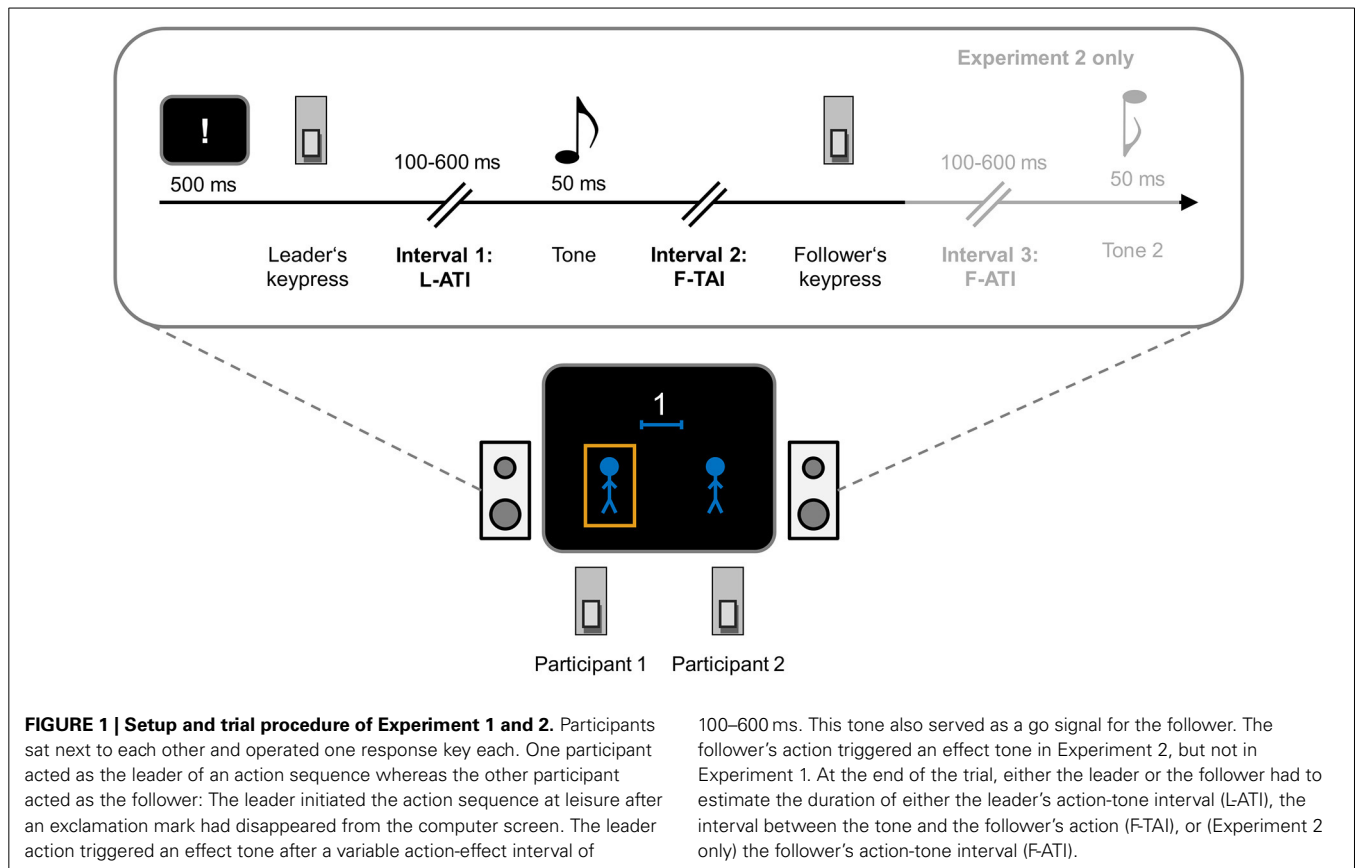 Experiment 2 only
!
500 ms
100-600 ms
50 ms
100-600 ms
50 ms
Leader‘s
keypress
Interval 1:
L-ATI
Tone
Interval 2:
F-TAI
Follower‘s
keypress
Interval 3:
F-ATI
Tone 2
1
Participant 1
Participant 2
FIGURE 1 | Setup and trial procedure of Experiment 1 and 2. Participants
sat next to each other and operated one response key each. One participant
acted as the leader of an action sequence whereas the other participant
acted as the follower: The leader initiated the action sequence at leisure after
an exclamation mark had disappeared from the computer screen. The leader
action triggered an effect tone after a variable action-effect interval of
100–600 ms. This tone also served as a go signal for the follower. The
follower’s action triggered an effect tone in Experiment 2, but not in
Experiment 1. At the end of the trial, either the leader or the follower had to
estimate the duration of either the leader’s action-tone interval (L-ATI), the
interval between the tone and the follower’s action (F-TAI), or (Experiment 2
only) the follower’s action-tone interval (F-ATI).